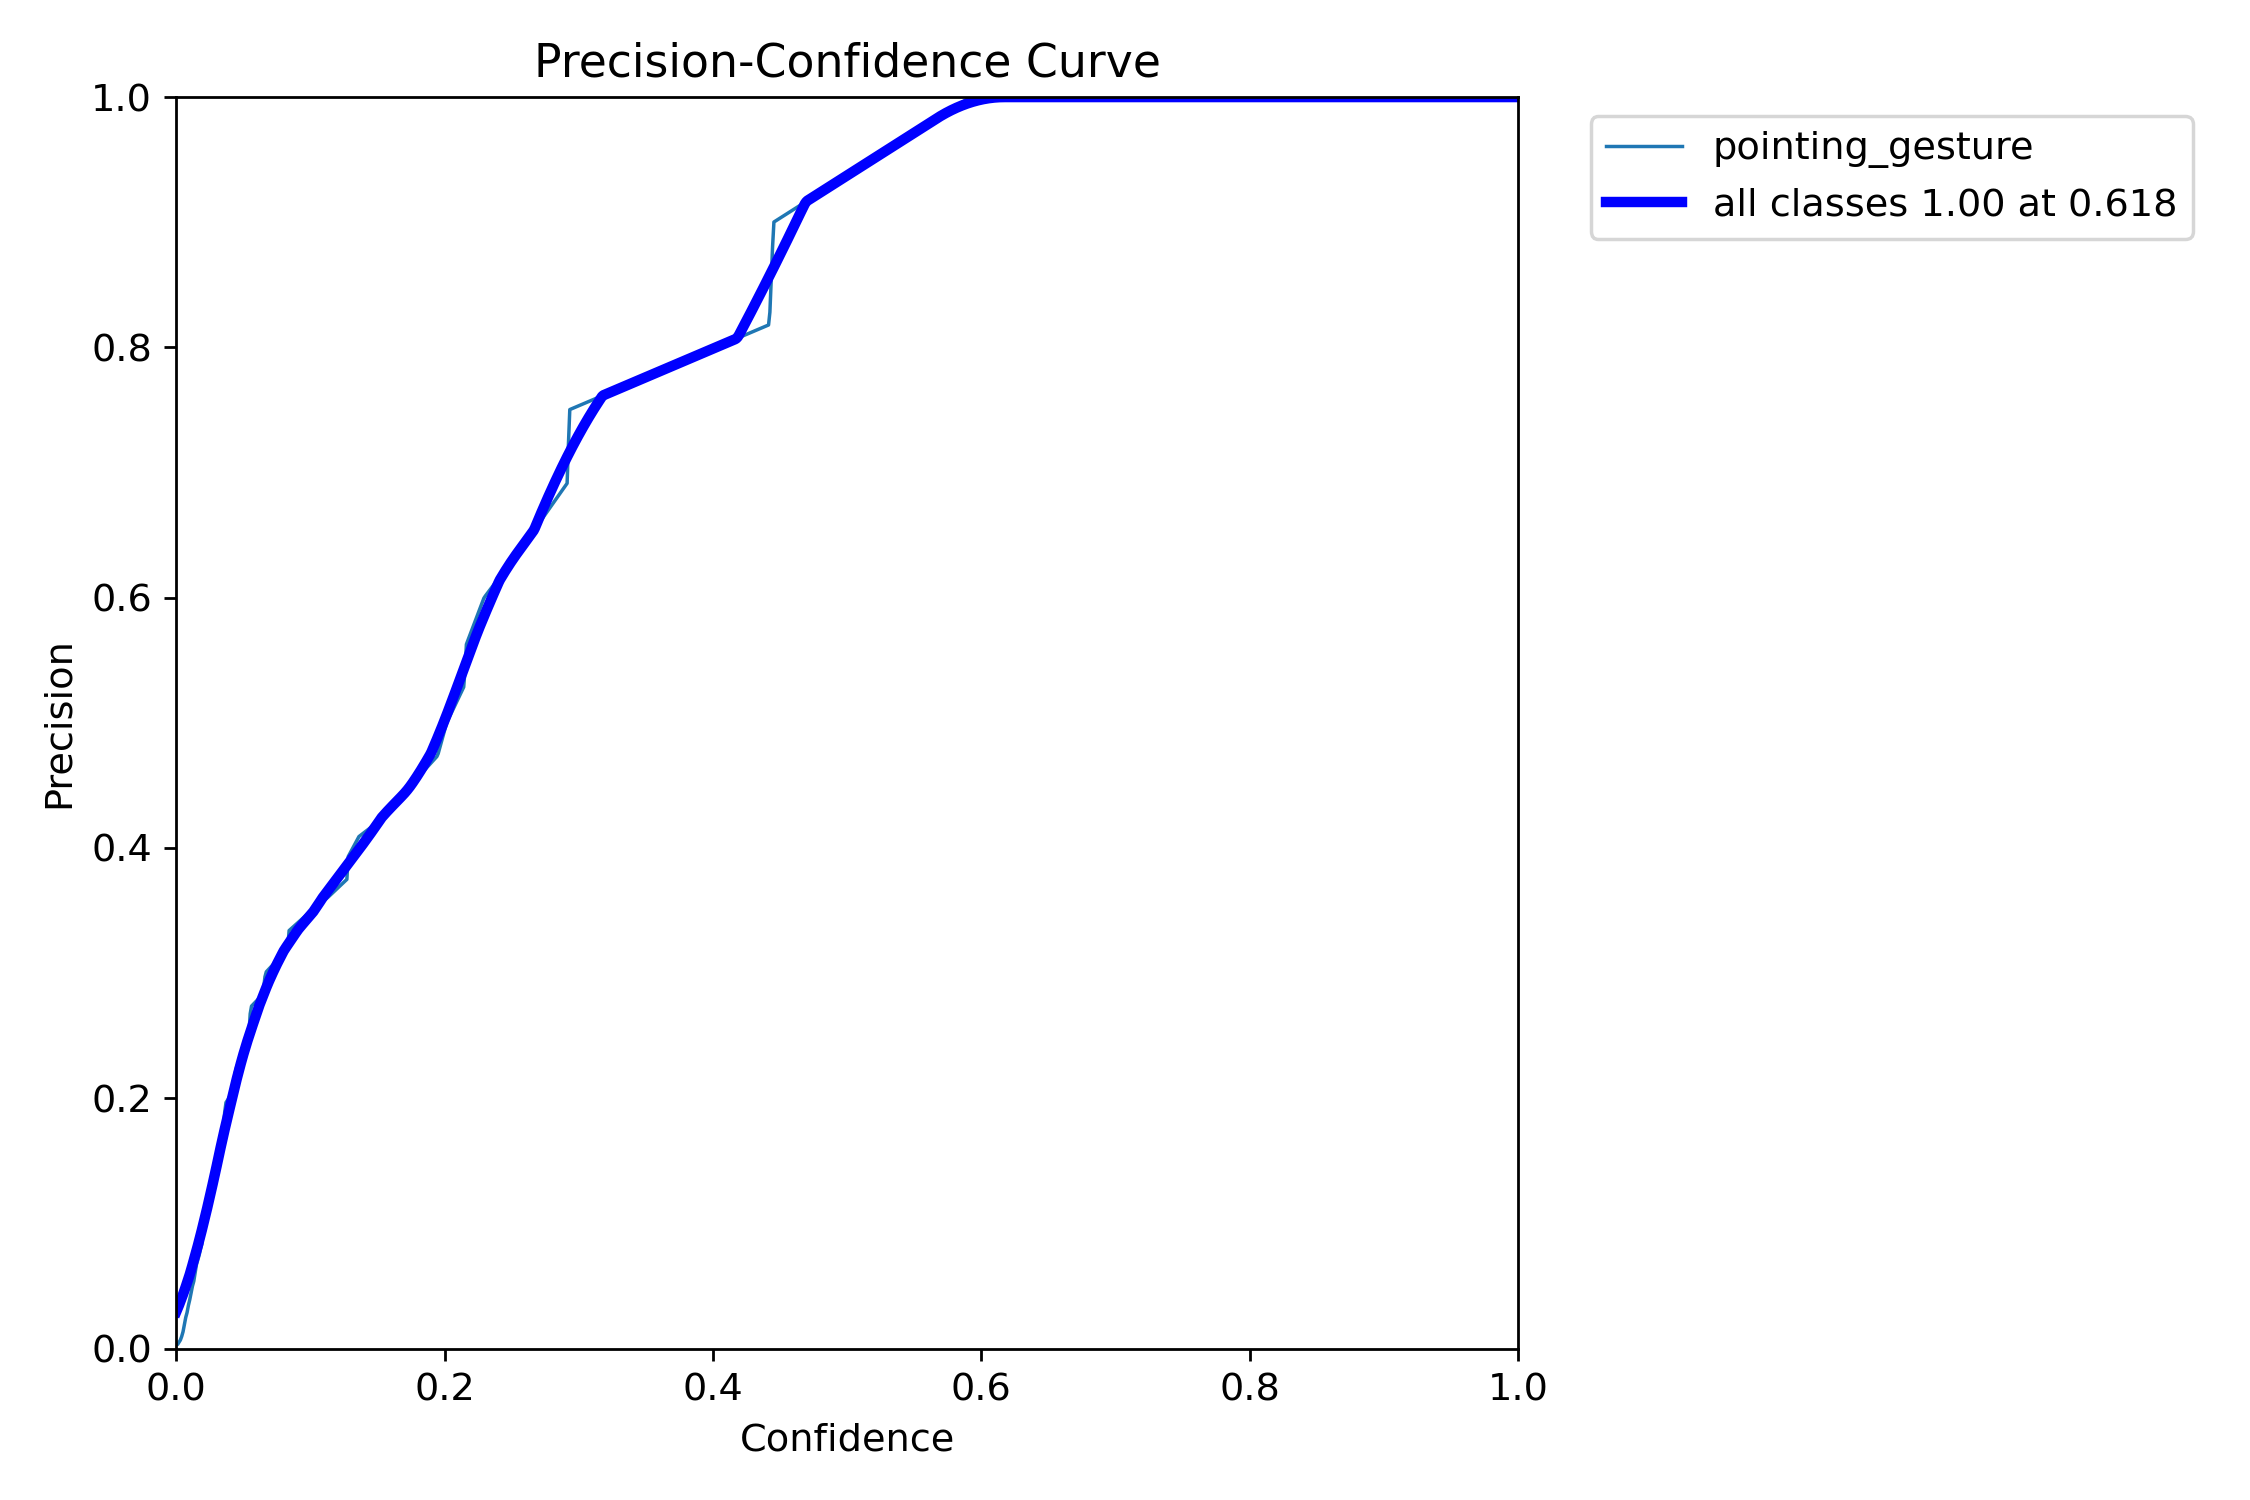 Precision-Confidence Curve
1.0
0.8
0.6
0.4
0.2
0.0
Precision
0.0 0.2 0.4 0.6 0.8 1.0
Confidence
pointing_gesture
all classes 1.00 at 0.618